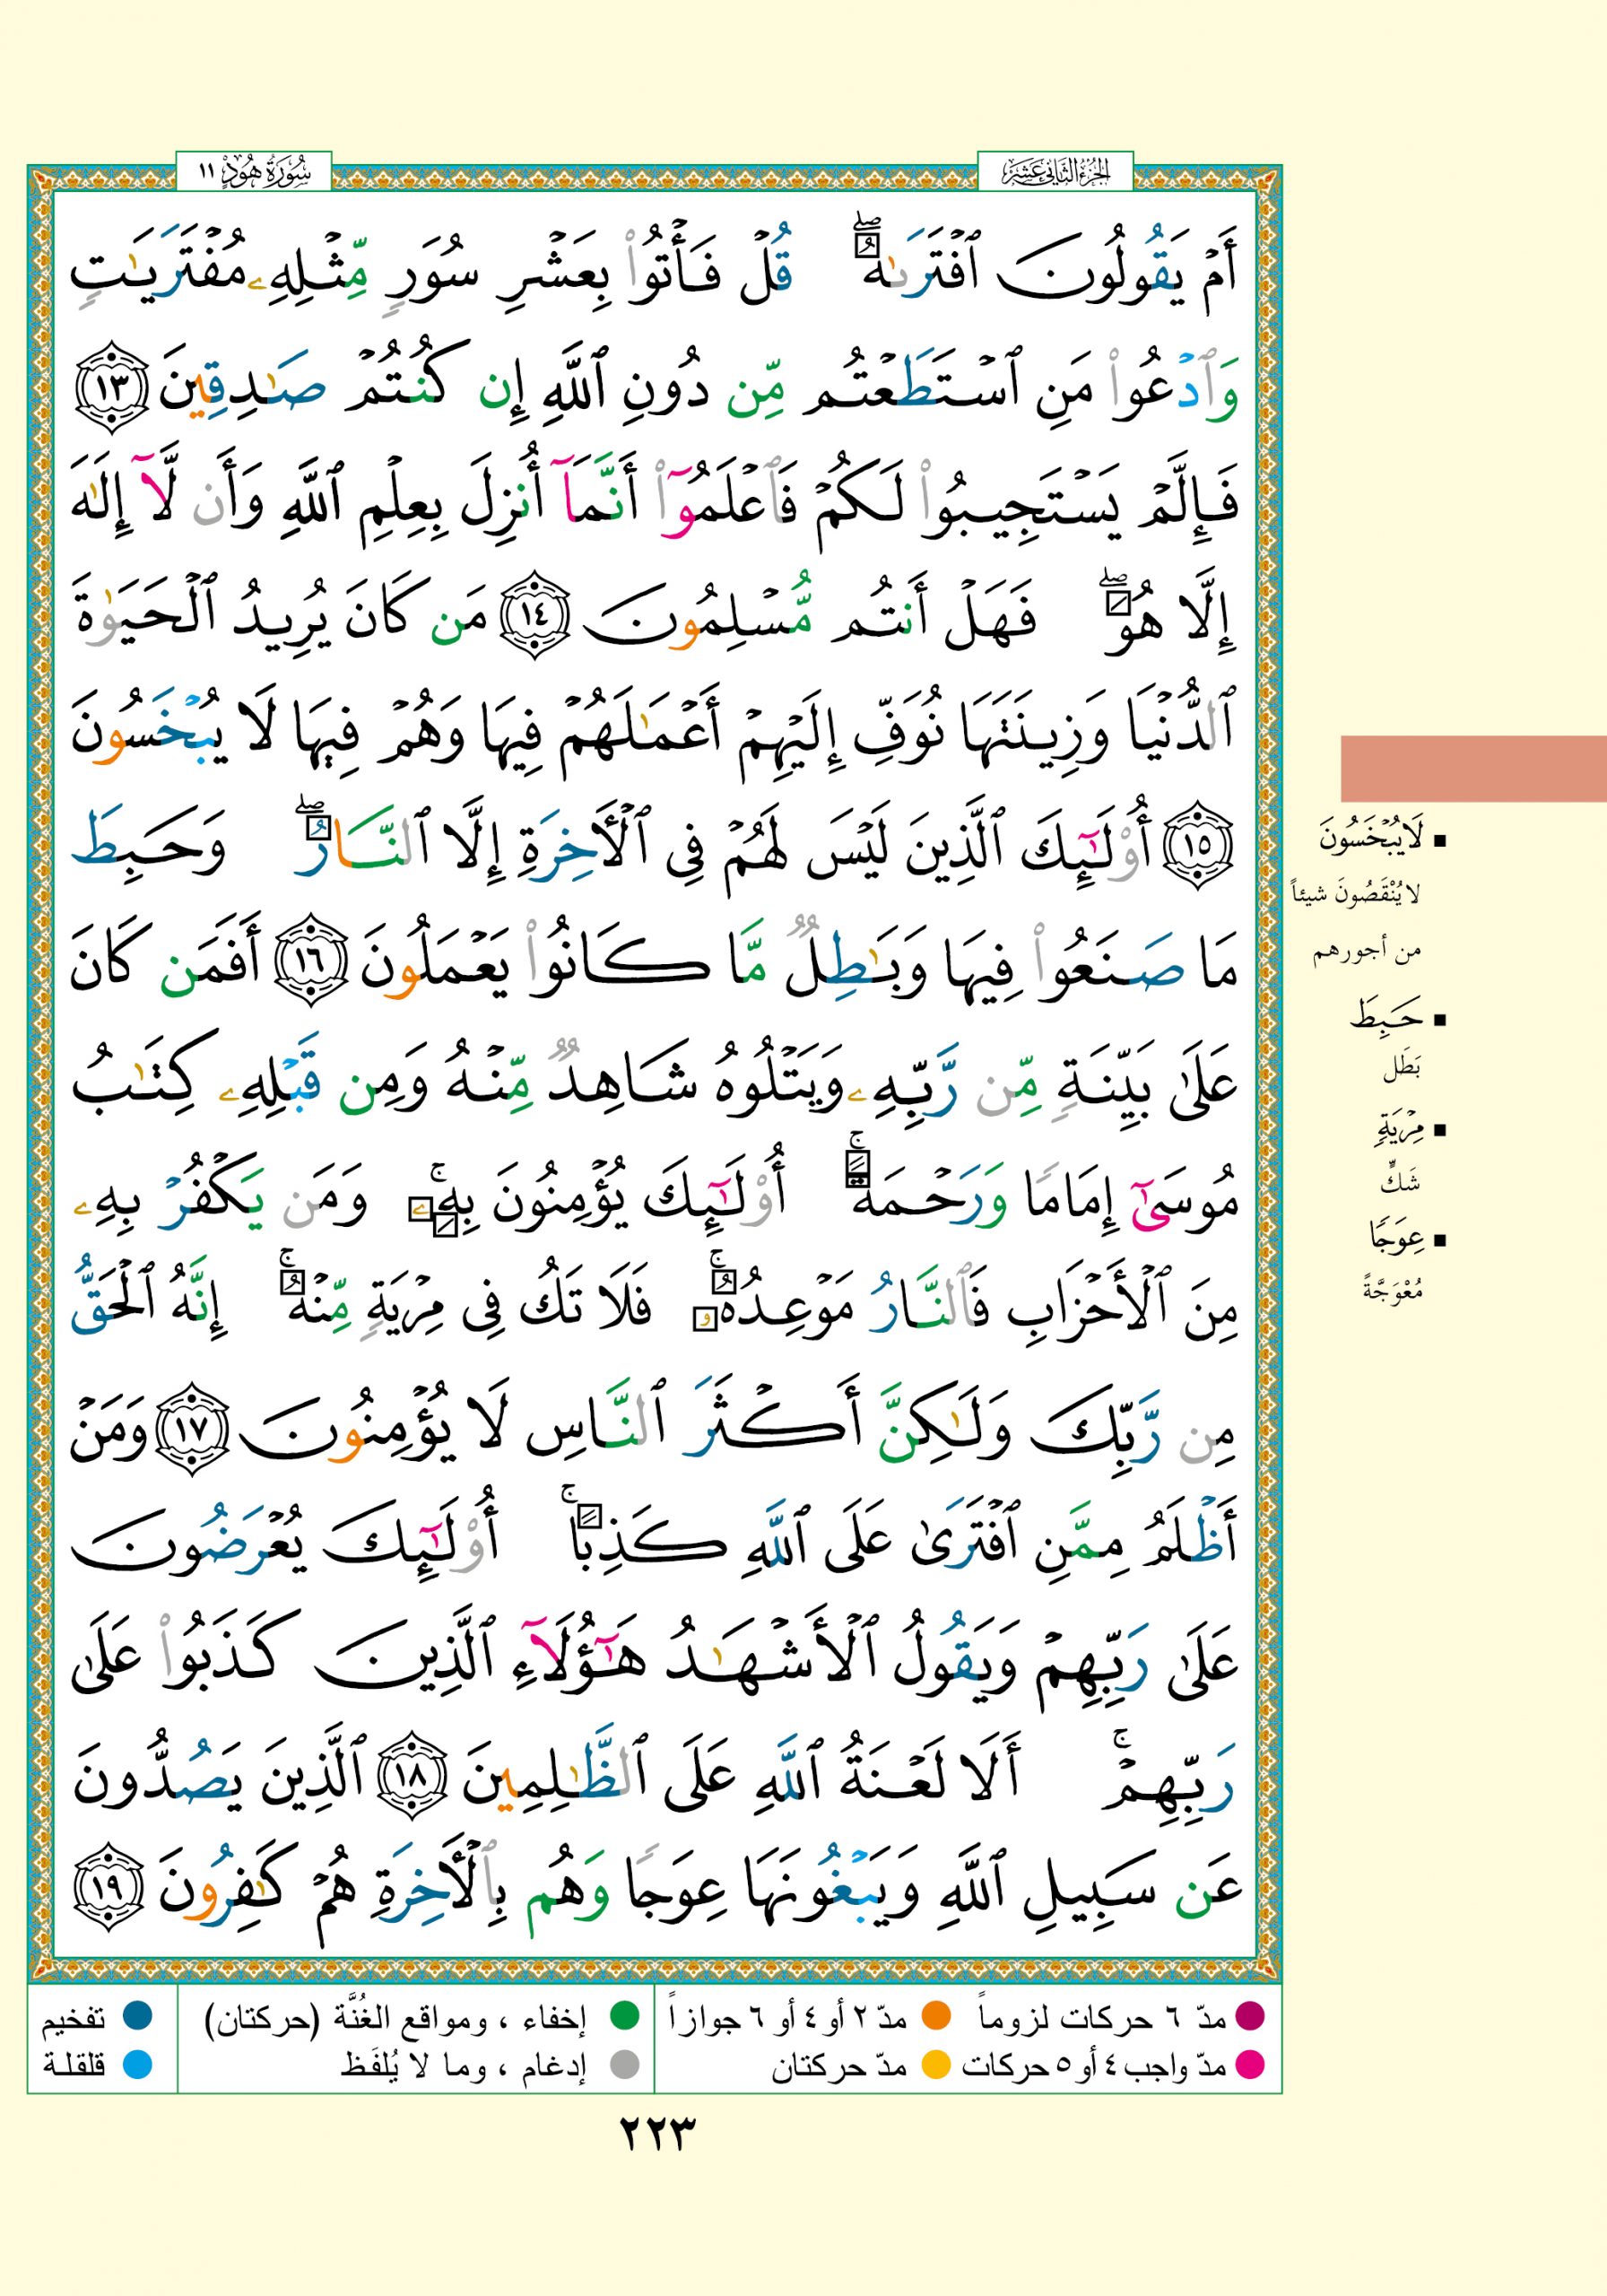 الجزء الثاني عشر
سورة هود ١١
أَمۡ يَقُولُونَ ٱفۡتَرَىٰهُۖ قُلۡ فَأۡتُواْ بِعَشۡرِ سُوَرٖ مِّثۡلِهِۦ مُفۡتَرَيَٰتٖ
وَٱدۡعُواْ مَنِ ٱسۡتَطَعۡتُم مِّن دُونِ ٱللَّهِ إِن كُنتُمۡ صَٰدِقِينَ ١٣
فَإِلَّمۡ يَسۡتَجِيبُواْ لَكُمۡ فَٱعۡلَمُوٓاْ أَنَّمَآ أُنزِلَ بِعِلۡمِ ٱللَّهِ وَأَن لَّآ إِلَٰهَ
إِلَّا هُوَۖ فَهَلۡ أَنتُم مُّسۡلِمُونَ ١٤ مَن كَانَ يُرِيدُ ٱلۡحَيَوٰةَ
ٱلدُّنۡيَا وَزِينَتَهَا نُوَفِّ إِلَيۡهِمۡ أَعۡمَٰلَهُمۡ فِيهَا وَهُمۡ فِيهَا لَا يُبۡخَسُونَ
١٥ أُوْلَٰٓئِكَ ٱلَّذِينَ لَيۡسَ لَهُمۡ فِي ٱلۡأٓخِرَةِ إِلَّا ٱلنَّارُۖ وَحَبِطَ
مَا صَنَعُواْ فِيهَا وَبَٰطِلٞ مَّا كَانُواْ يَعۡمَلُونَ ١٦ أَفَمَن كَانَ
عَلَىٰ بَيِّنَةٖ مِّن رَّبِّهِۦ وَيَتۡلُوهُ شَاهِدٞ مِّنۡهُ وَمِن قَبۡلِهِۦ كِتَٰبُ
مُوسَىٰٓ إِمَامٗا وَرَحۡمَةًۚ أُوْلَٰٓئِكَ يُؤۡمِنُونَ بِهِۦۚ وَمَن يَكۡفُرۡ بِهِۦ
مِنَ ٱلۡأَحۡزَابِ فَٱلنَّارُ مَوۡعِدُهُۥۚ فَلَا تَكُ فِي مِرۡيَةٖ مِّنۡهُۚ إِنَّهُ ٱلۡحَقُّ
مِن رَّبِّكَ وَلَٰكِنَّ أَكۡثَرَ ٱلنَّاسِ لَا يُؤۡمِنُونَ ١٧ وَمَنۡ
أَظۡلَمُ مِمَّنِ ٱفۡتَرَىٰ عَلَى ٱللَّهِ كَذِبًاۚ أُوْلَٰٓئِكَ يُعۡرَضُونَ
عَلَىٰ رَبِّهِمۡ وَيَقُولُ ٱلۡأَشۡهَٰدُ هَٰٓؤُلَآءِ ٱلَّذِينَ كَذَبُواْ عَلَىٰ
رَبِّهِمۡۚ أَلَا لَعۡنَةُ ٱللَّهِ عَلَى ٱلظَّٰلِمِينَ ١٨ ٱلَّذِينَ يَصُدُّونَ
عَن سَبِيلِ ٱللَّهِ وَيَبۡغُونَهَا عِوَجٗا وَهُم بِٱلۡأٓخِرَةِ هُمۡ كَٰفِرُونَ ١٩
▪ لَا يُبۡخَسُونَ
لا يُنْقَصُونَ شيئاً
من أجورهم
▪ حَبِطَ
بَطَل
▪ مِرۡيَةٖ
شَكٍّ
▪ عِوَجٗا
مُعْوَجَّةً
مدّ ٦ حركات لزوماً ● مدّ ٢ أو ٤ أو ٦ جوازاً
مدّ واجب ٤ أو ٥ حركات ● مدّ حركتان
إخفاء ، ومواقع الغُنَّة (حركتان)
إدغام ، وما لا يُلفَظ
تفخيم
قلقلة
٢٢٣